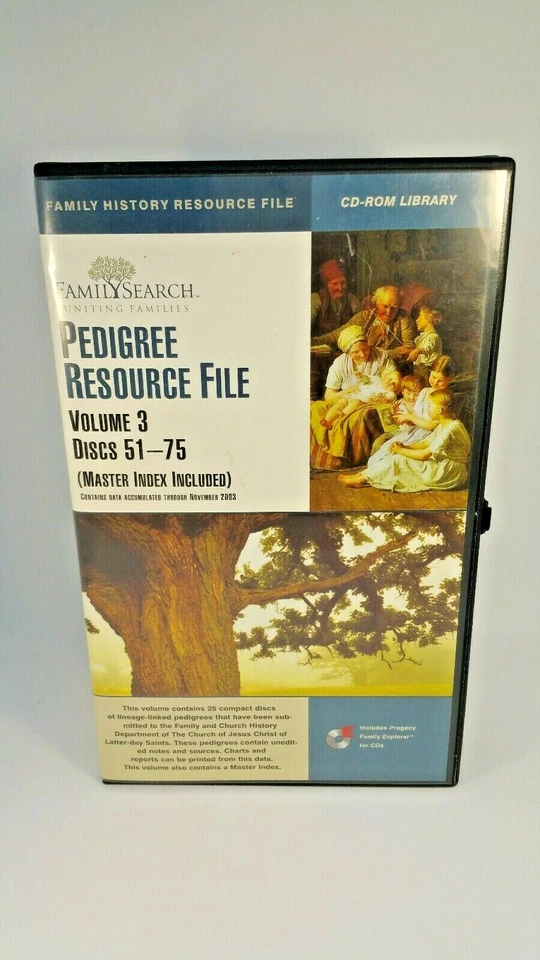 FAMILY HISTORY RESOURCE FILE
CD-ROM LIBRARY
FAMILYSEARCH™
UNITING FAMILIES
PEDIGREE
RESOURCE FILE
VOLUME 3
DISCS 51–75
(MASTER INDEX INCLUDED)
CONTAINS DATA ACCUMULATED THROUGH NOVEMBER 2003
This volume contains 25 compact discs
of lineage-linked pedigrees that have been sub-
mitted to the Family and Church History
Department of The Church of Jesus Christ of
Latter-day Saints. These pedigrees contain unedit-
ed notes and sources. Charts and
reports can be printed from this data.
This volume also contains a Master Index.
Includes Progeny
Family Explorer™
for CDs